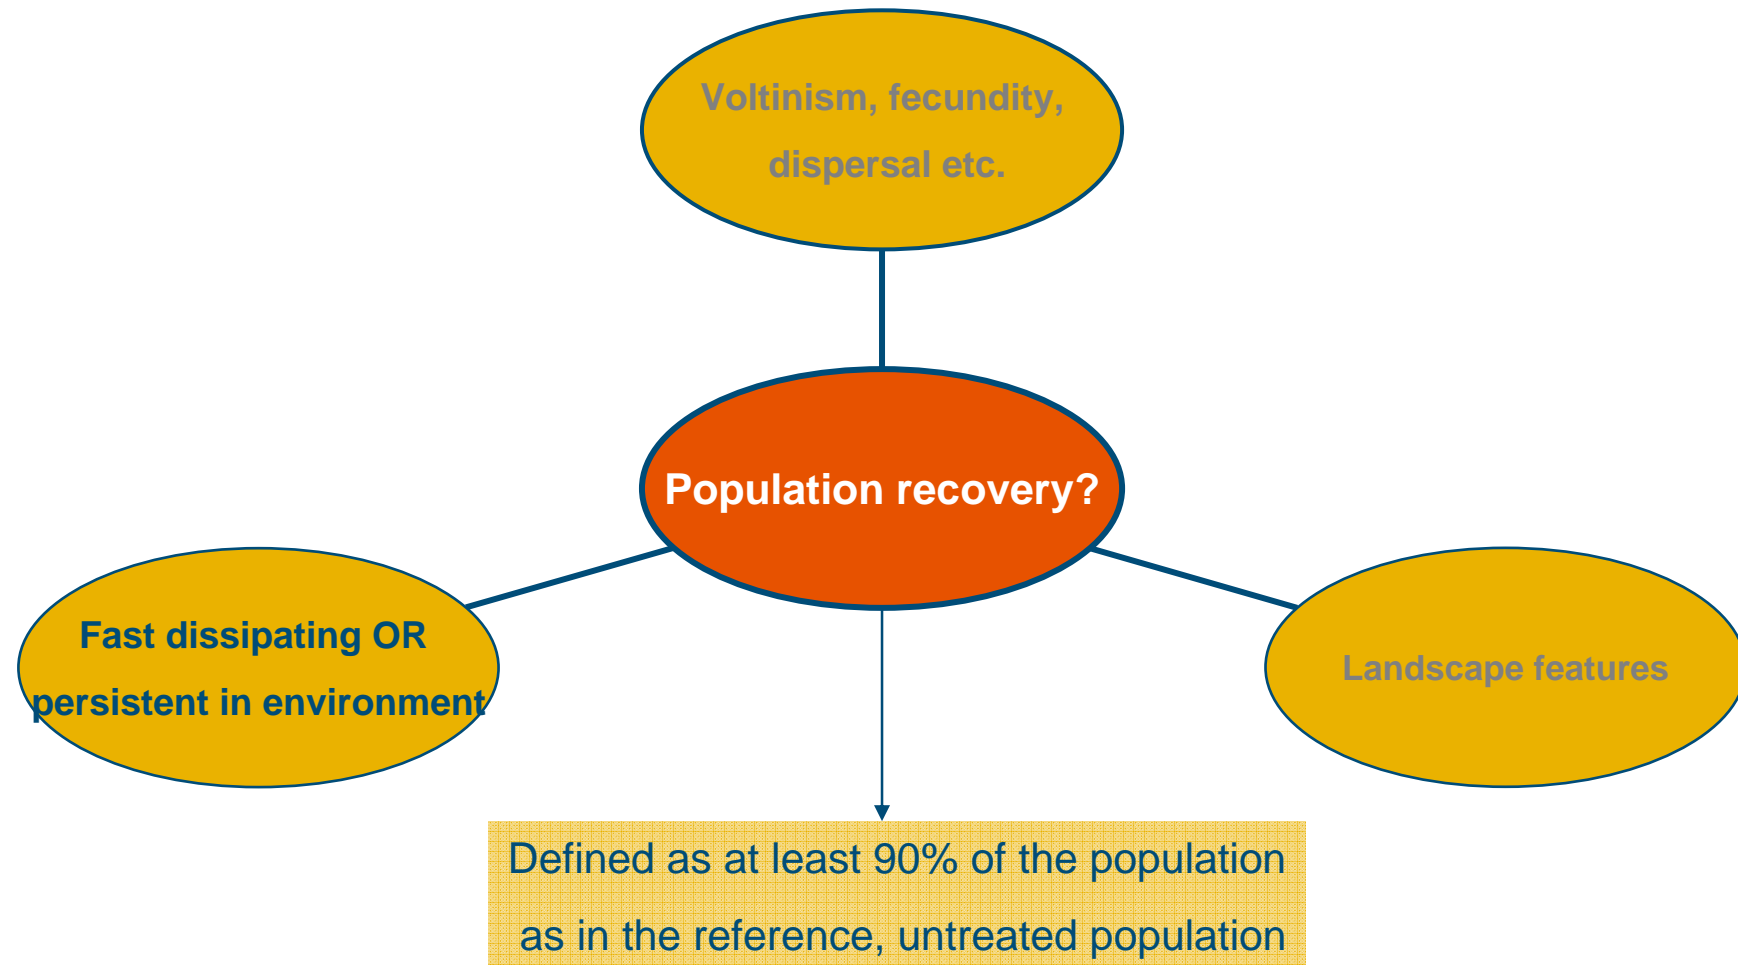 Voltinism, fecundity,
dispersal etc.
Population recovery?
Fast dissipating OR
persistent in environment
Landscape features
Defined as at least 90% of the population
as in the reference, untreated population